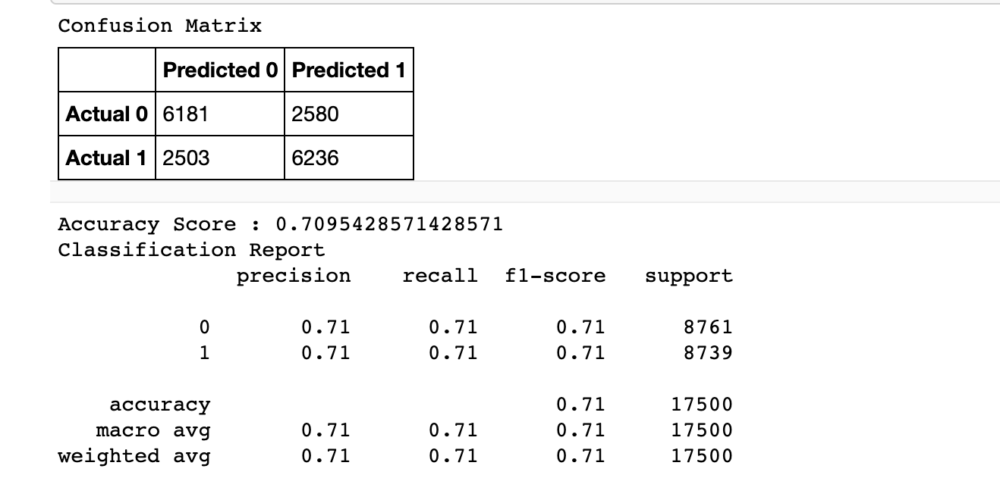 Confusion Matrix
Predicted 0 Predicted 1
Actual 0 6181 2580
Actual 1 2503 6236
Accuracy Score : 0.7095428571428571
Classification Report
precision recall f1-score support
0 0.71 0.71 0.71 8761
1 0.71 0.71 0.71 8739
accuracy 0.71 17500
macro avg 0.71 0.71 0.71 17500
weighted avg 0.71 0.71 0.71 17500